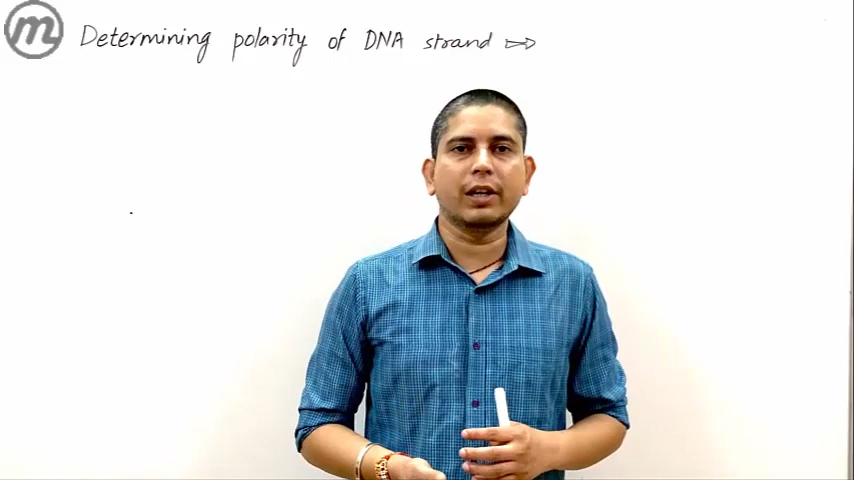 m
Determining polarity of DNA strand ⇒